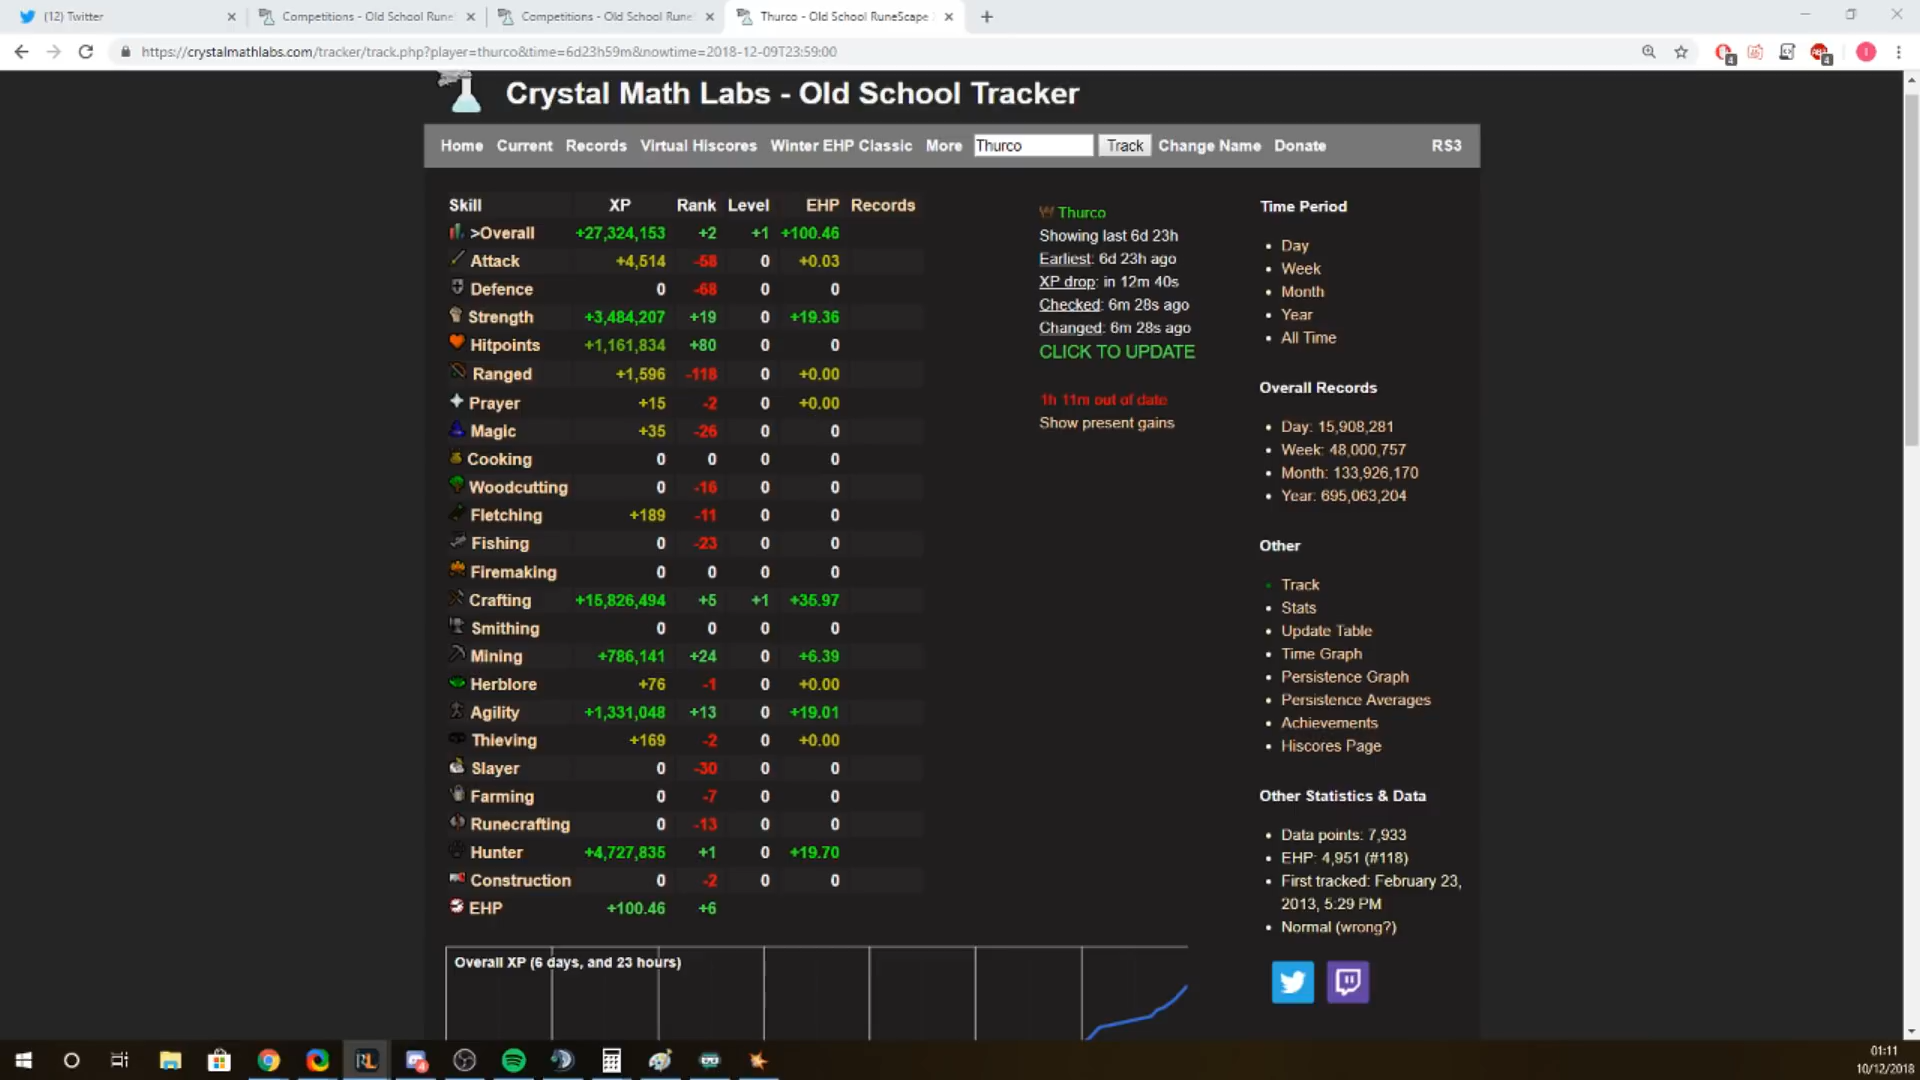 (12) Twitter
Competitions - Old School Rune
Competitions - Old School Rune
Thurco - Old School RuneScape
https://crystalmathlabs.com/tracker/track.php?player=thurco&time=6d23h59m&nowtime=2018-12-09T23:59:00
4
4
I
Crystal Math Labs - Old School Tracker
Home Current Records Virtual Hiscores Winter EHP Classic More Thurco Track Change Name Donate RS3
Skill XP Rank Level EHP Records
>Overall +27,324,153 +2 +1 +100.46
Attack +4,514 -58 0 +0.03
Defence 0 -68 0 0
Strength +3,484,207 +19 0 +19.36
Hitpoints +1,161,834 +80 0 0
Ranged +1,596 -118 0 +0.00
Prayer +15 -2 0 +0.00
Magic +35 -26 0 0
Cooking 0 0 0 0
Woodcutting 0 -16 0 0
Fletching +189 -11 0 0
Fishing 0 -23 0 0
Firemaking 0 0 0 0
Crafting +15,826,494 +5 +1 +35.97
Smithing 0 0 0 0
Mining +786,141 +24 0 +6.39
Herblore +76 -1 0 +0.00
Agility +1,331,048 +13 0 +19.01
Thieving +169 -2 0 +0.00
Slayer 0 -30 0 0
Farming 0 -7 0 0
Runecrafting 0 -13 0 0
Hunter +4,727,835 +1 0 +19.70
Construction 0 -2 0 0
EHP +100.46 +6
Overall XP (6 days, and 23 hours)
Thurco
Showing last 6d 23h
Earliest: 6d 23h ago
XP drop: in 12m 40s
Checked: 6m 28s ago
Changed: 6m 28s ago
CLICK TO UPDATE
1h 11m out of date
Show present gains
Time Period
Day
Week
Month
Year
All Time
Overall Records
Day: 15,908,281
Week: 48,000,757
Month: 133,926,170
Year: 695,063,204
Other
Track
Stats
Update Table
Time Graph
Persistence Graph
Persistence Averages
Achievements
Hiscores Page
Other Statistics & Data
Data points: 7,933
EHP: 4,951 (#118)
First tracked: February 23,
2013, 5:29 PM
Normal (wrong?)
01:11
10/12/2018